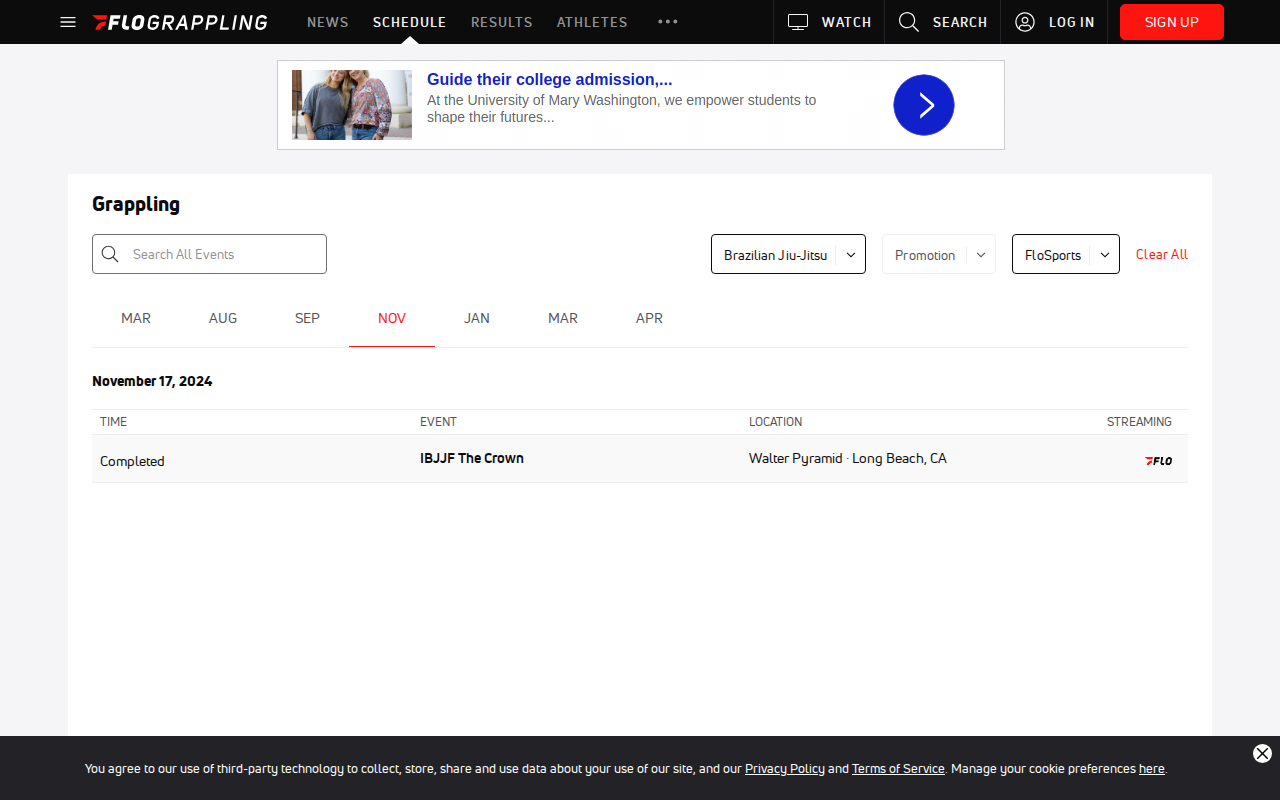 FLOGRAPPLING NEWS SCHEDULE RESULTS ATHLETES WATCH SEARCH LOG IN SIGN UP
Guide their college admission,...
At the University of Mary Washington, we empower students to
shape their futures...
Grappling
Search All Events Brazilian Jiu-Jitsu Promotion FloSports Clear All
MAR AUG SEP NOV JAN MAR APR
November 17, 2024
TIME EVENT LOCATION STREAMING
Completed IBJJF The Crown Walter Pyramid · Long Beach, CA FLO
You agree to our use of third-party technology to collect, store, share and use data about your use of our site, and our Privacy Policy and Terms of Service. Manage your cookie preferences here.